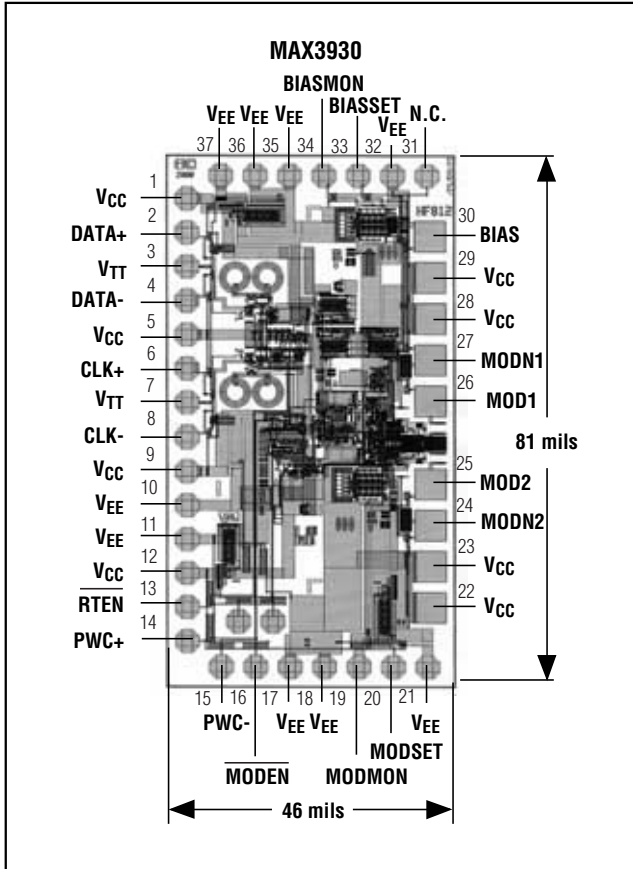 MAX3930
BIASMON
BIASSET
VEE VEE VEE VEE N.C.
37 36 35 34 33 32 31
1 VCC
2 DATA+
3 VTT
4 DATA-
5 VCC
6 CLK+
7 VTT
8 CLK-
9 VCC
10 VEE
11 VEE
12 VCC
13 RTEN
14 PWC+
HF812
30 BIAS
29 VCC
28 VCC
27 MODN1
26 MOD1
81 mils
25 MOD2
24 MODN2
23 VCC
22 VCC
15 16 17 18 19 20 21
PWC- VEE VEE VEE
MODSET
MODEN MODMON
46 mils